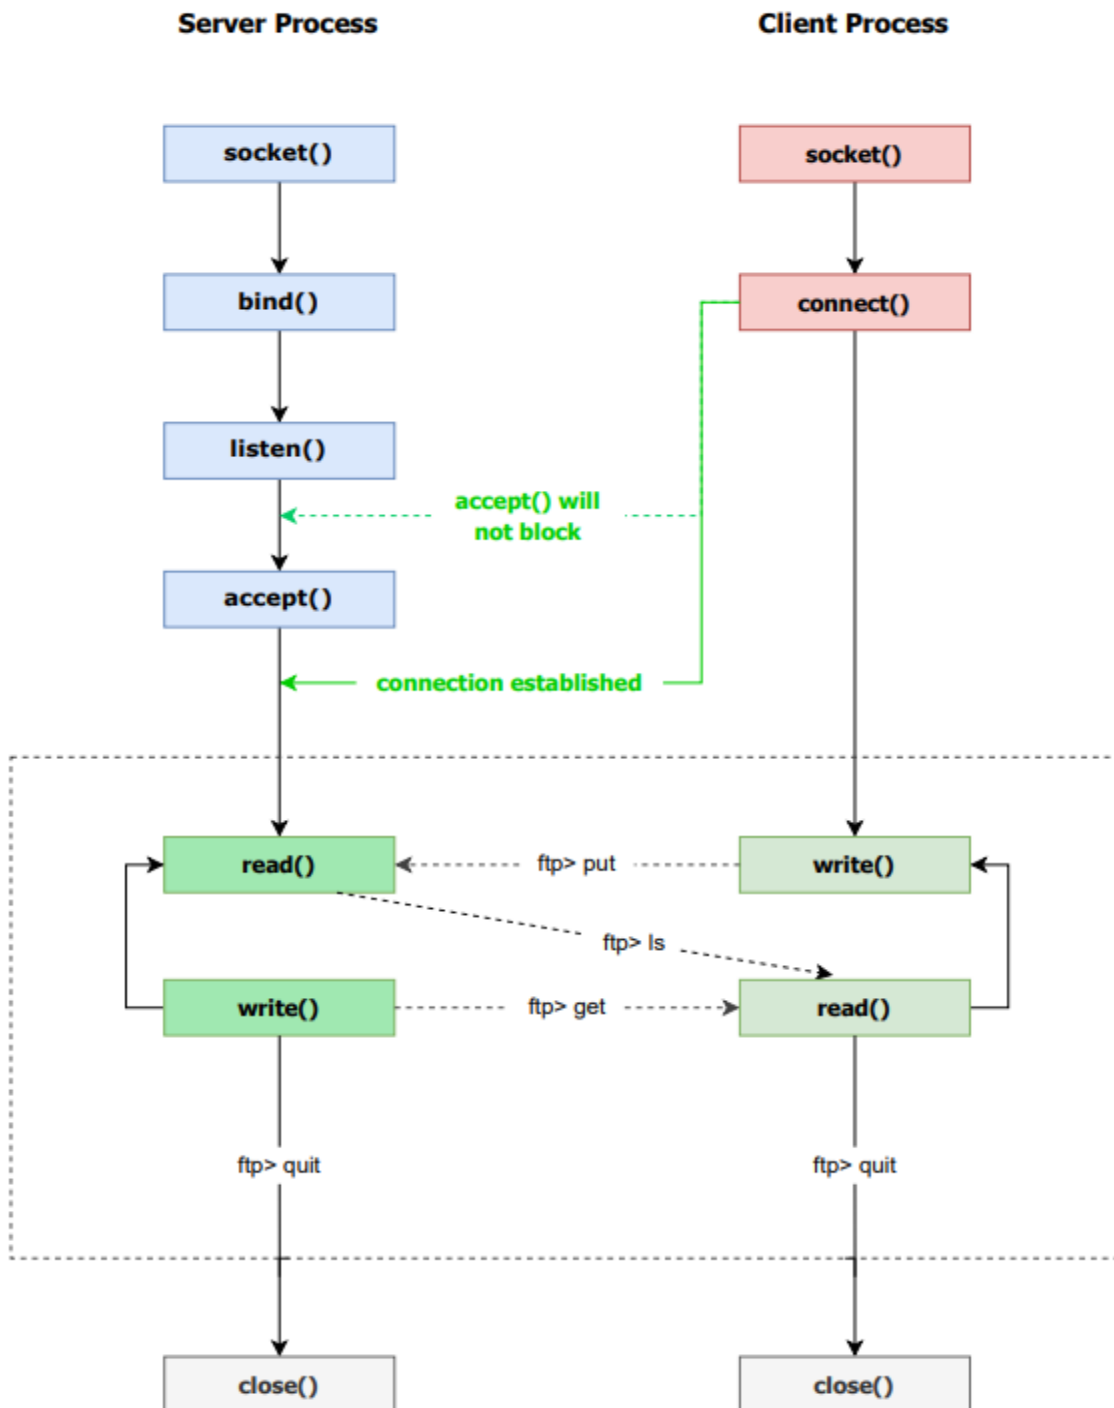 Server Process
Client Process
socket()
socket()
bind()
connect()
listen()
accept() will
not block
accept()
connection established
read()
ftp> put
write()
ftp> ls
write()
ftp> get
read()
ftp> quit
ftp> quit
close()
close()